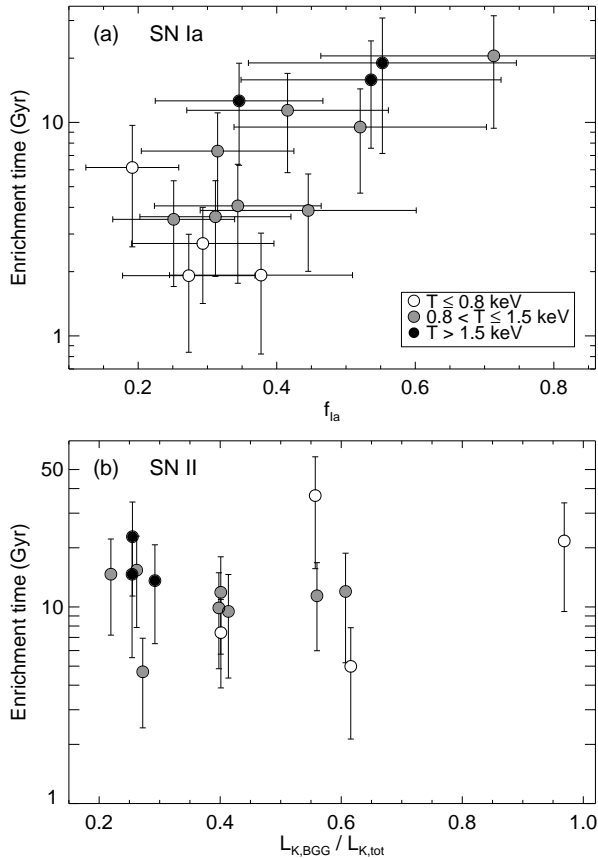 (a) SN Ia
Enrichment time (Gyr)
10
1
T ≤ 0.8 keV
0.8 < T ≤ 1.5 keV
T > 1.5 keV
0.2 0.4 0.6 0.8
f_Ia
(b) SN II
Enrichment time (Gyr)
50
10
1
0.2 0.4 0.6 0.8 1.0
L_K,BGG / L_K,tot